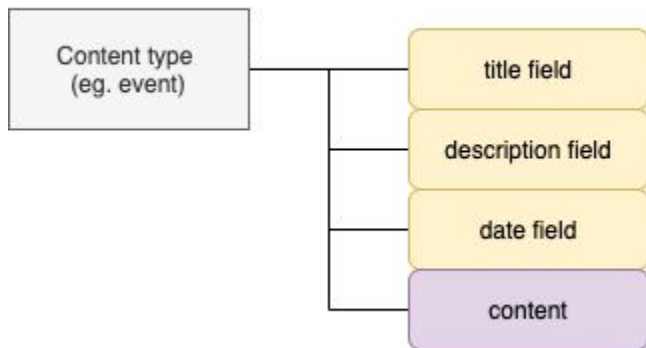 Content type
(eg. event)
title field
description field
date field
content